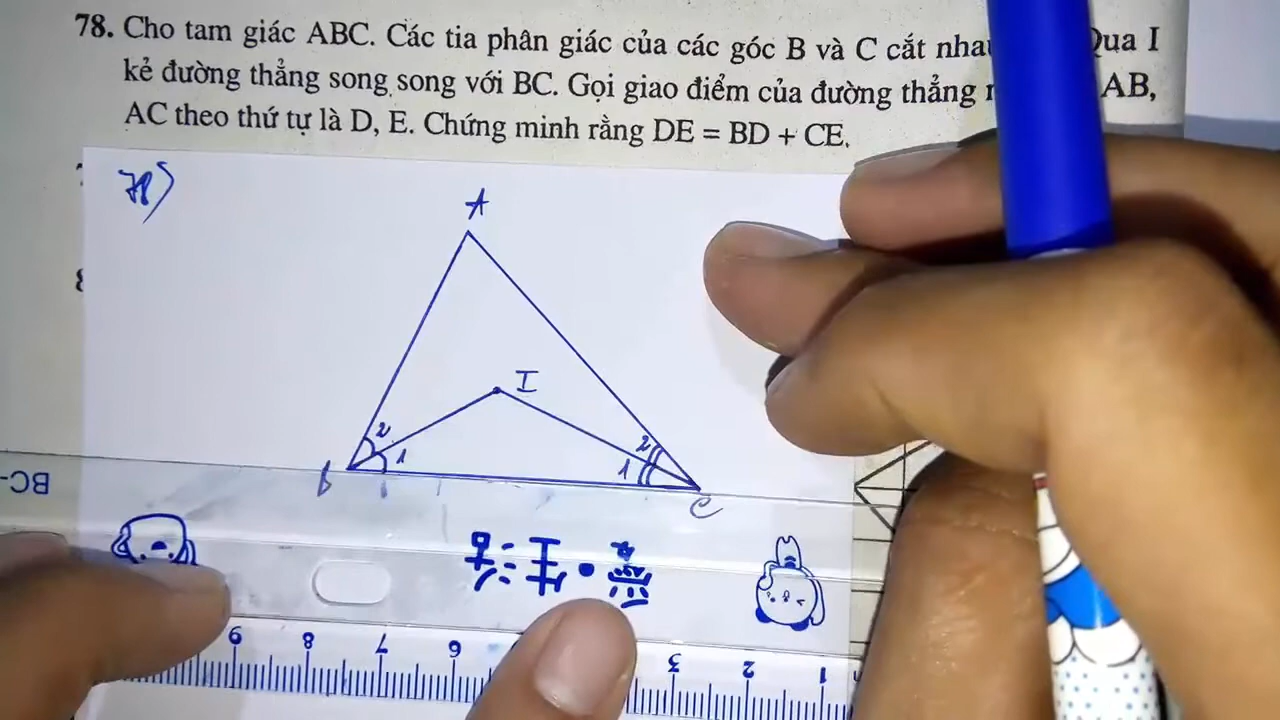 78. Cho tam giác ABC. Các tia phân giác của các góc B và C cắt Qua I
kẻ đường thẳng song song với BC. Gọi giao điểm của đường thẳng AB,
AC theo thứ tự là D, E. Chứng minh rằng DE = BD + CE.
78)
A
I
2
1
2
1
B
C
BC-
9 8 7 6 3 2 1